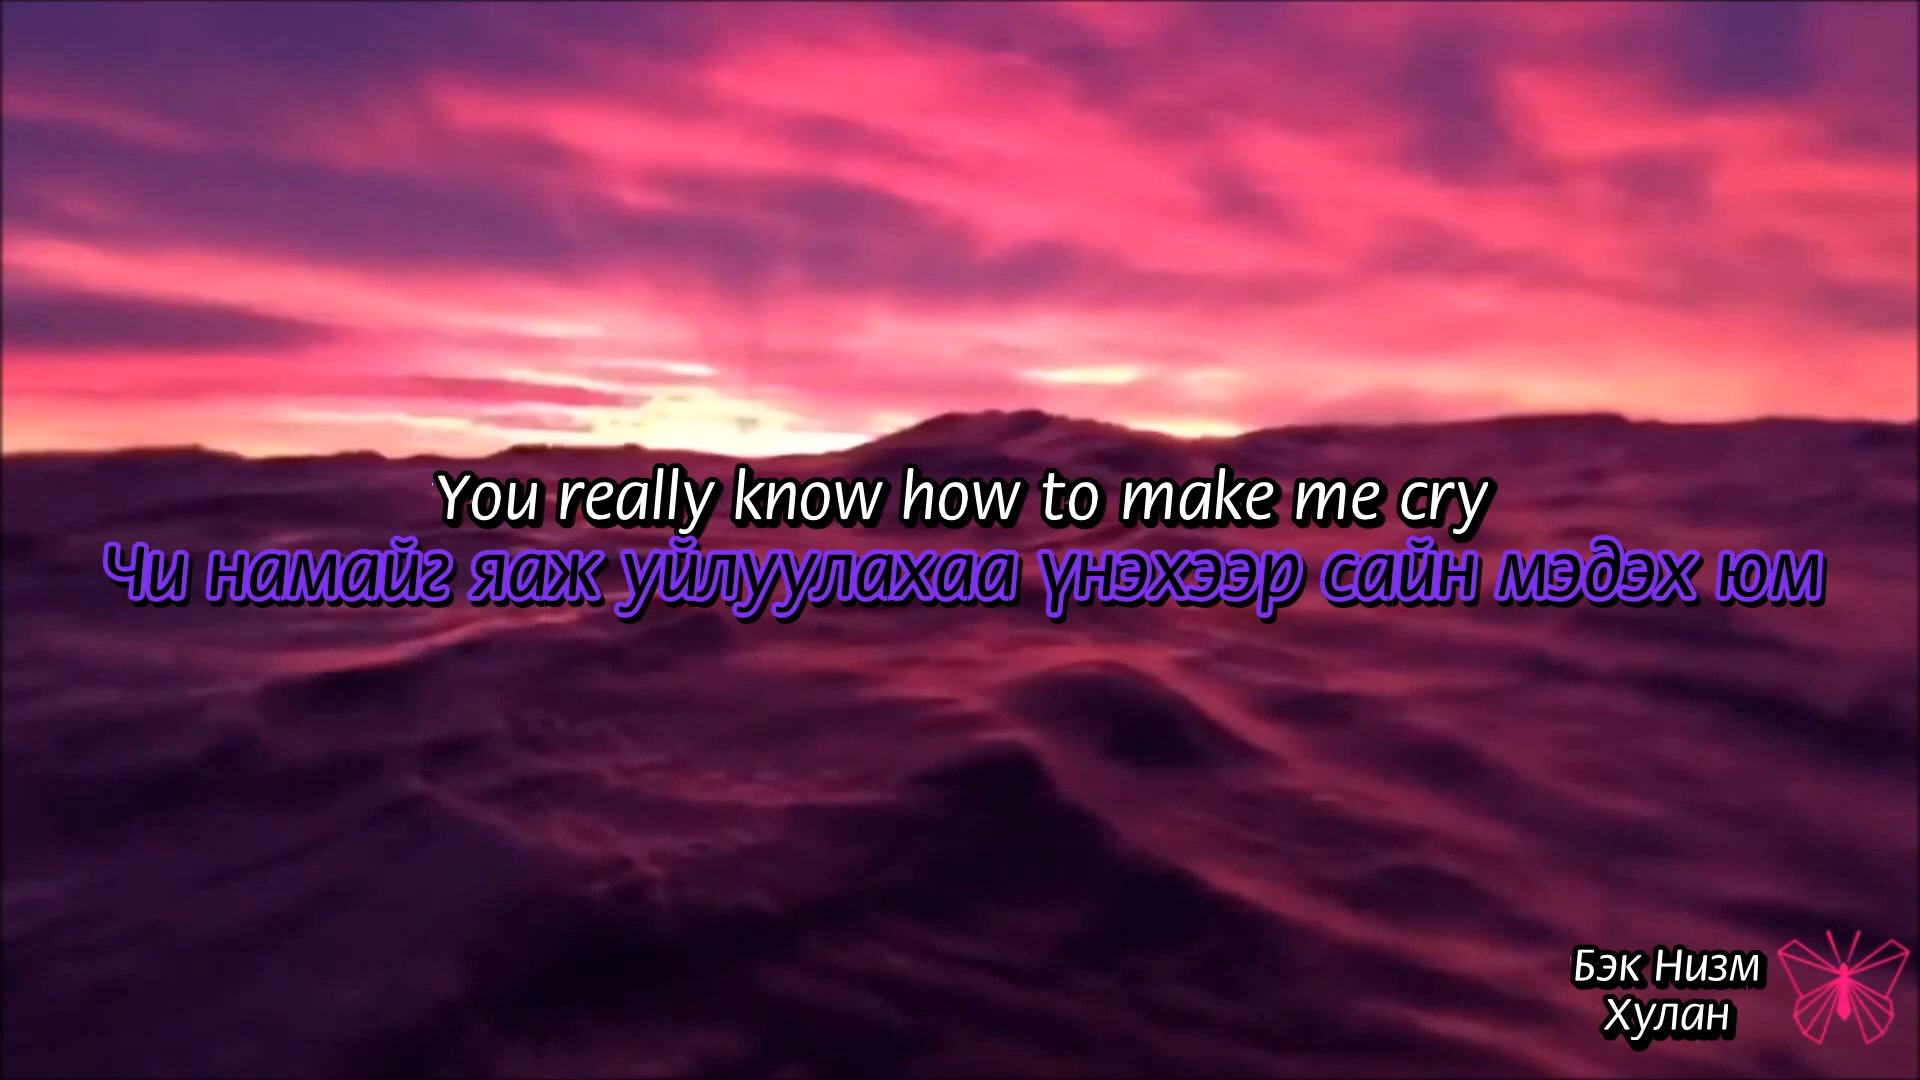 You really know how to make me cry
Чи намайг яаж уйлуулахаа үнэхээр сайн мэдэх юм
Бэк Низм
Хулан